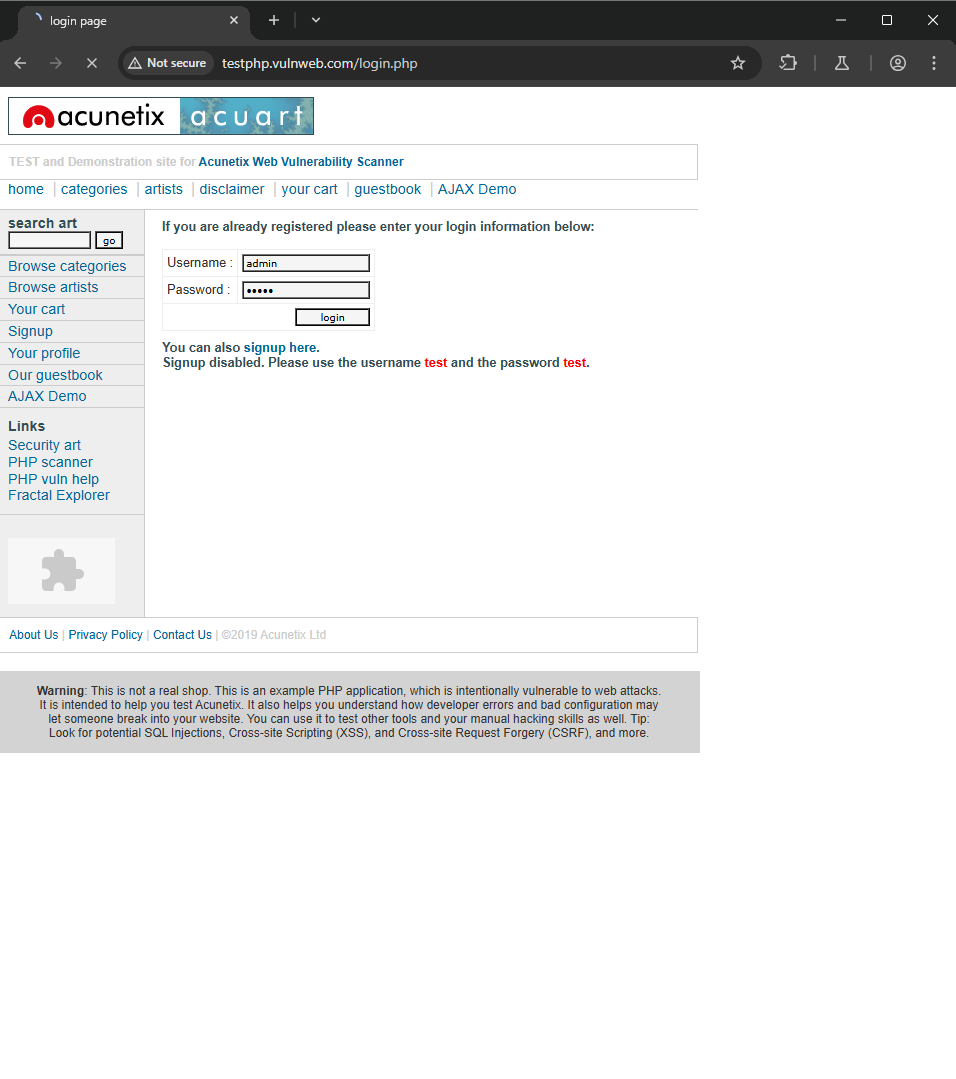 login page
Not secure
testphp.vulnweb.com/login.php
acunetix acuart
TEST and Demonstration site for Acunetix Web Vulnerability Scanner
home | categories | artists | disclaimer | your cart | guestbook | AJAX Demo
search art
go
Browse categories
Browse artists
Your cart
Signup
Your profile
Our guestbook
AJAX Demo
Links
Security art
PHP scanner
PHP vuln help
Fractal Explorer
If you are already registered please enter your login information below:
Username : admin
Password : •••••
login
You can also signup here.
Signup disabled. Please use the username test and the password test.
About Us | Privacy Policy | Contact Us | ©2019 Acunetix Ltd
Warning: This is not a real shop. This is an example PHP application, which is intentionally vulnerable to web attacks.
It is intended to help you test Acunetix. It also helps you understand how developer errors and bad configuration may
let someone break into your website. You can use it to test other tools and your manual hacking skills as well. Tip:
Look for potential SQL Injections, Cross-site Scripting (XSS), and Cross-site Request Forgery (CSRF), and more.